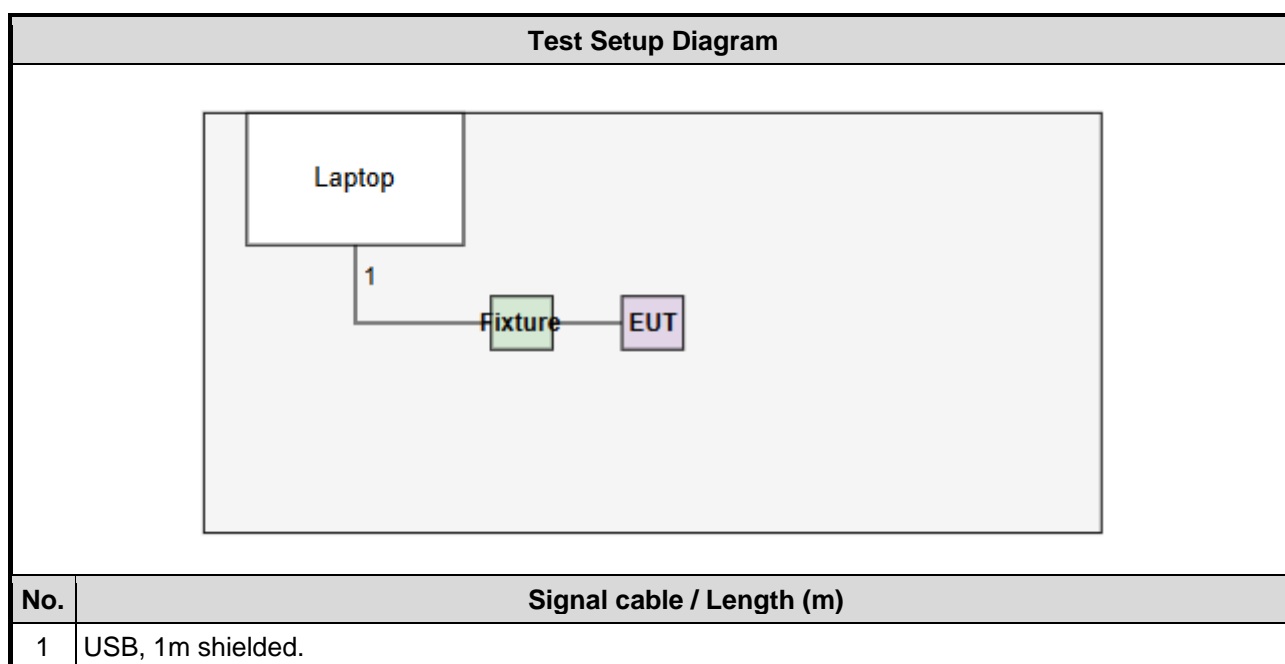 Test Setup Diagram
Laptop
1
Fixture
EUT
No. Signal cable / Length (m)
1 USB, 1m shielded.